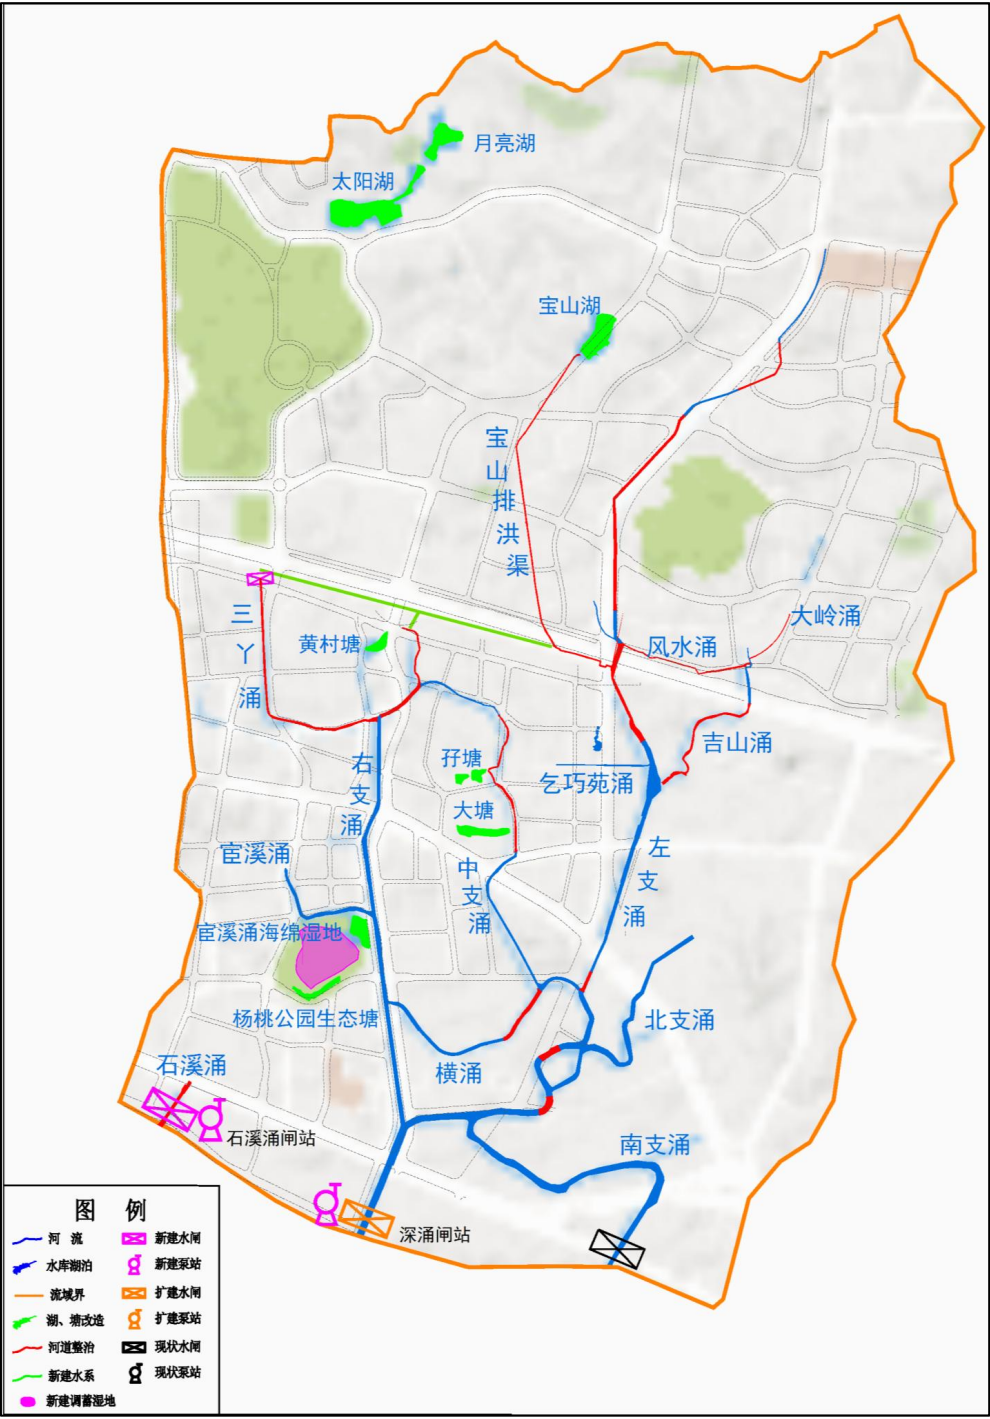 月亮湖
太阳湖
宝山湖
宝山排洪渠
大岭涌
三丫涌
黄村塘
风水涌
吉山涌
右支涌
孖塘
乞巧苑涌
大塘
宦溪涌
中支涌
左支涌
宦溪涌海绵湿地
杨桃公园生态塘
北支涌
石溪涌
横涌
石溪涌闸站
南支涌
深涌闸站
图 例
河 流
新建水闸
水库湖泊
新建泵站
流域界
扩建水闸
湖、塘改造
扩建泵站
河道整治
现状水闸
新建水系
现状泵站
新建调蓄湿地